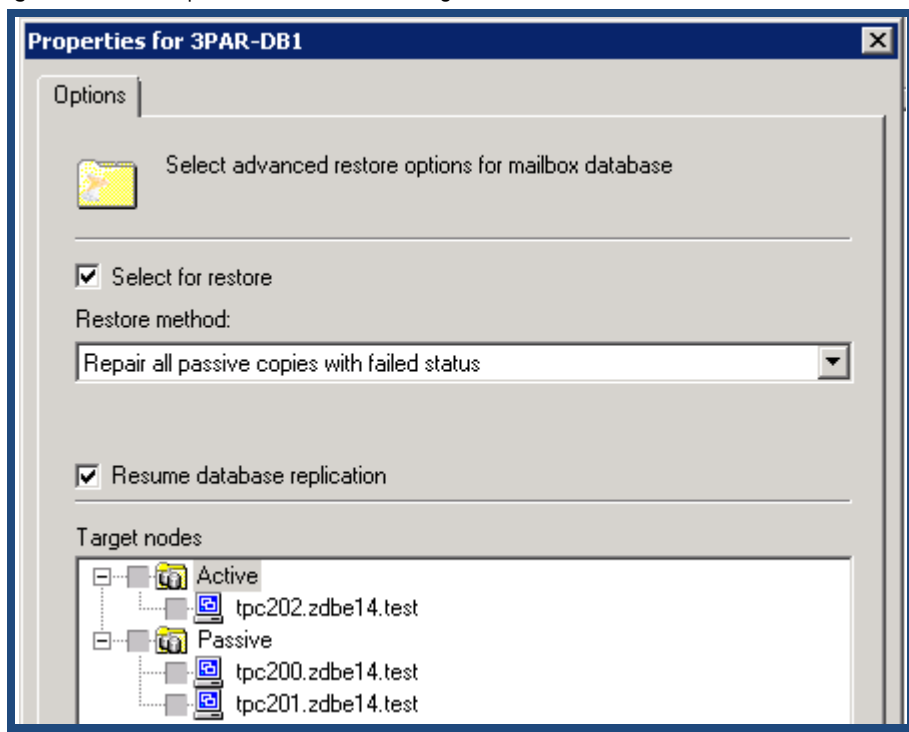 Properties for 3PAR-DB1
Options
Select advanced restore options for mailbox database
Select for restore
Restore method:
Repair all passive copies with failed status
Resume database replication
Target nodes
Active
tpc202.zdbe14.test
Passive
tpc200.zdbe14.test
tpc201.zdbe14.test